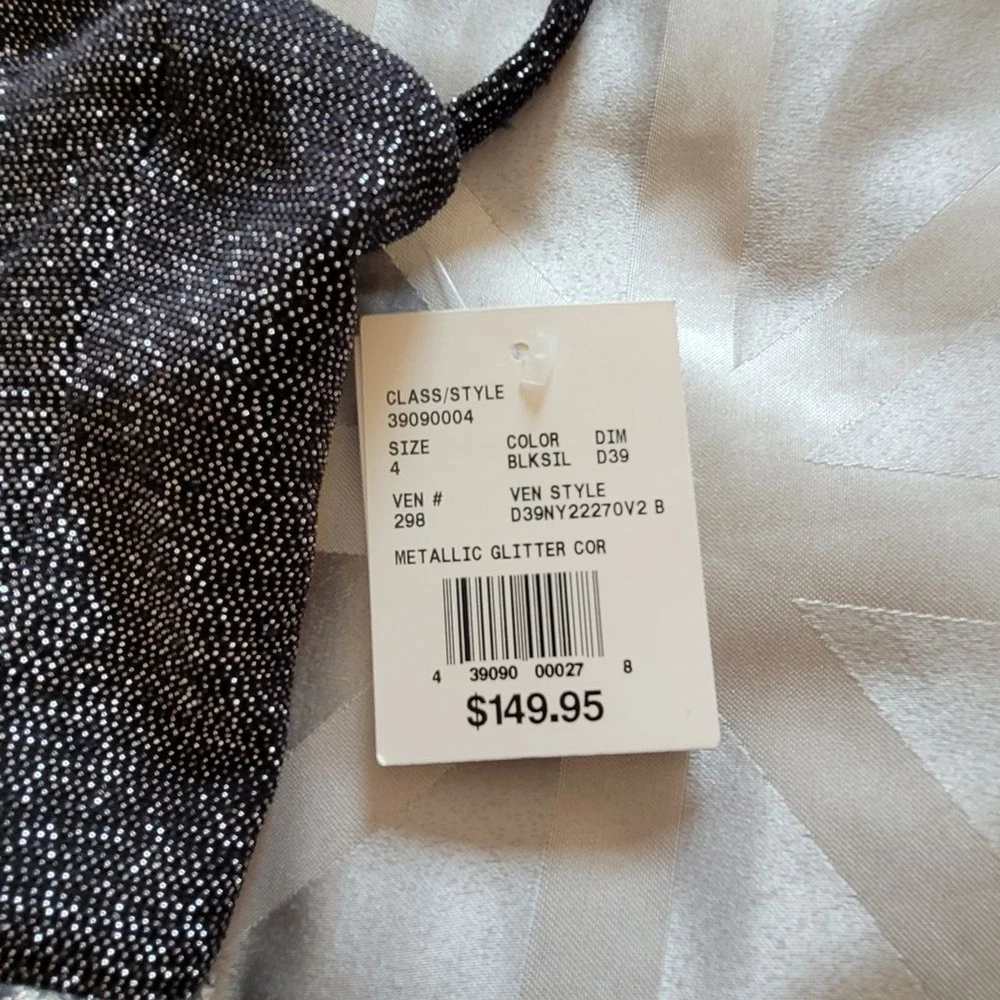 CLASS/STYLE
39090004
SIZE COLOR DIM
4 BLKSIL D39
VEN # VEN STYLE
298 D39NY22270V2 B
METALLIC GLITTER COR
4 39090 00027 8
$149.95